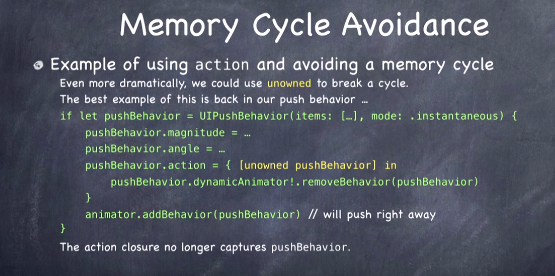 Memory Cycle Avoidance
Example of using action and avoiding a memory cycle
Even more dramatically, we could use unowned to break a cycle.
The best example of this is back in our push behavior …
if let pushBehavior = UIPushBehavior(items: […], mode: .instantaneous) {
pushBehavior.magnitude = …
pushBehavior.angle = …
pushBehavior.action = { [unowned pushBehavior] in
pushBehavior.dynamicAnimator!.removeBehavior(pushBehavior)
}
animator.addBehavior(pushBehavior) // will push right away
}
The action closure no longer captures pushBehavior.